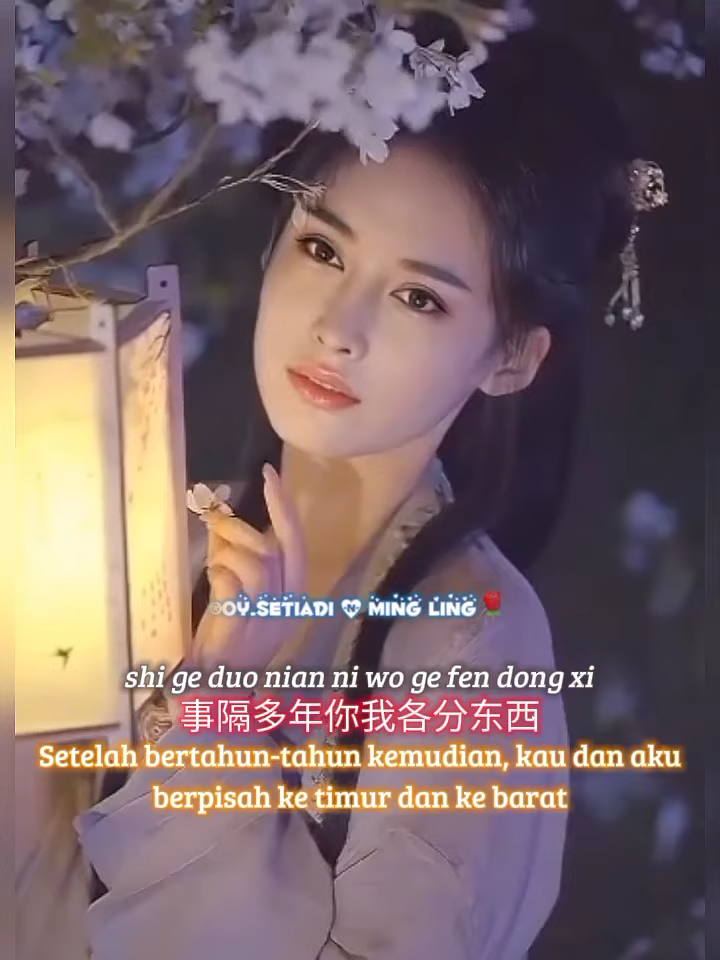 OY.SETIADI 🤍 MING LING🌹
shi ge duo nian ni wo ge fen dong xi
事隔多年你我各分东西
Setelah bertahun-tahun kemudian, kau dan aku
berpisah ke timur dan ke barat